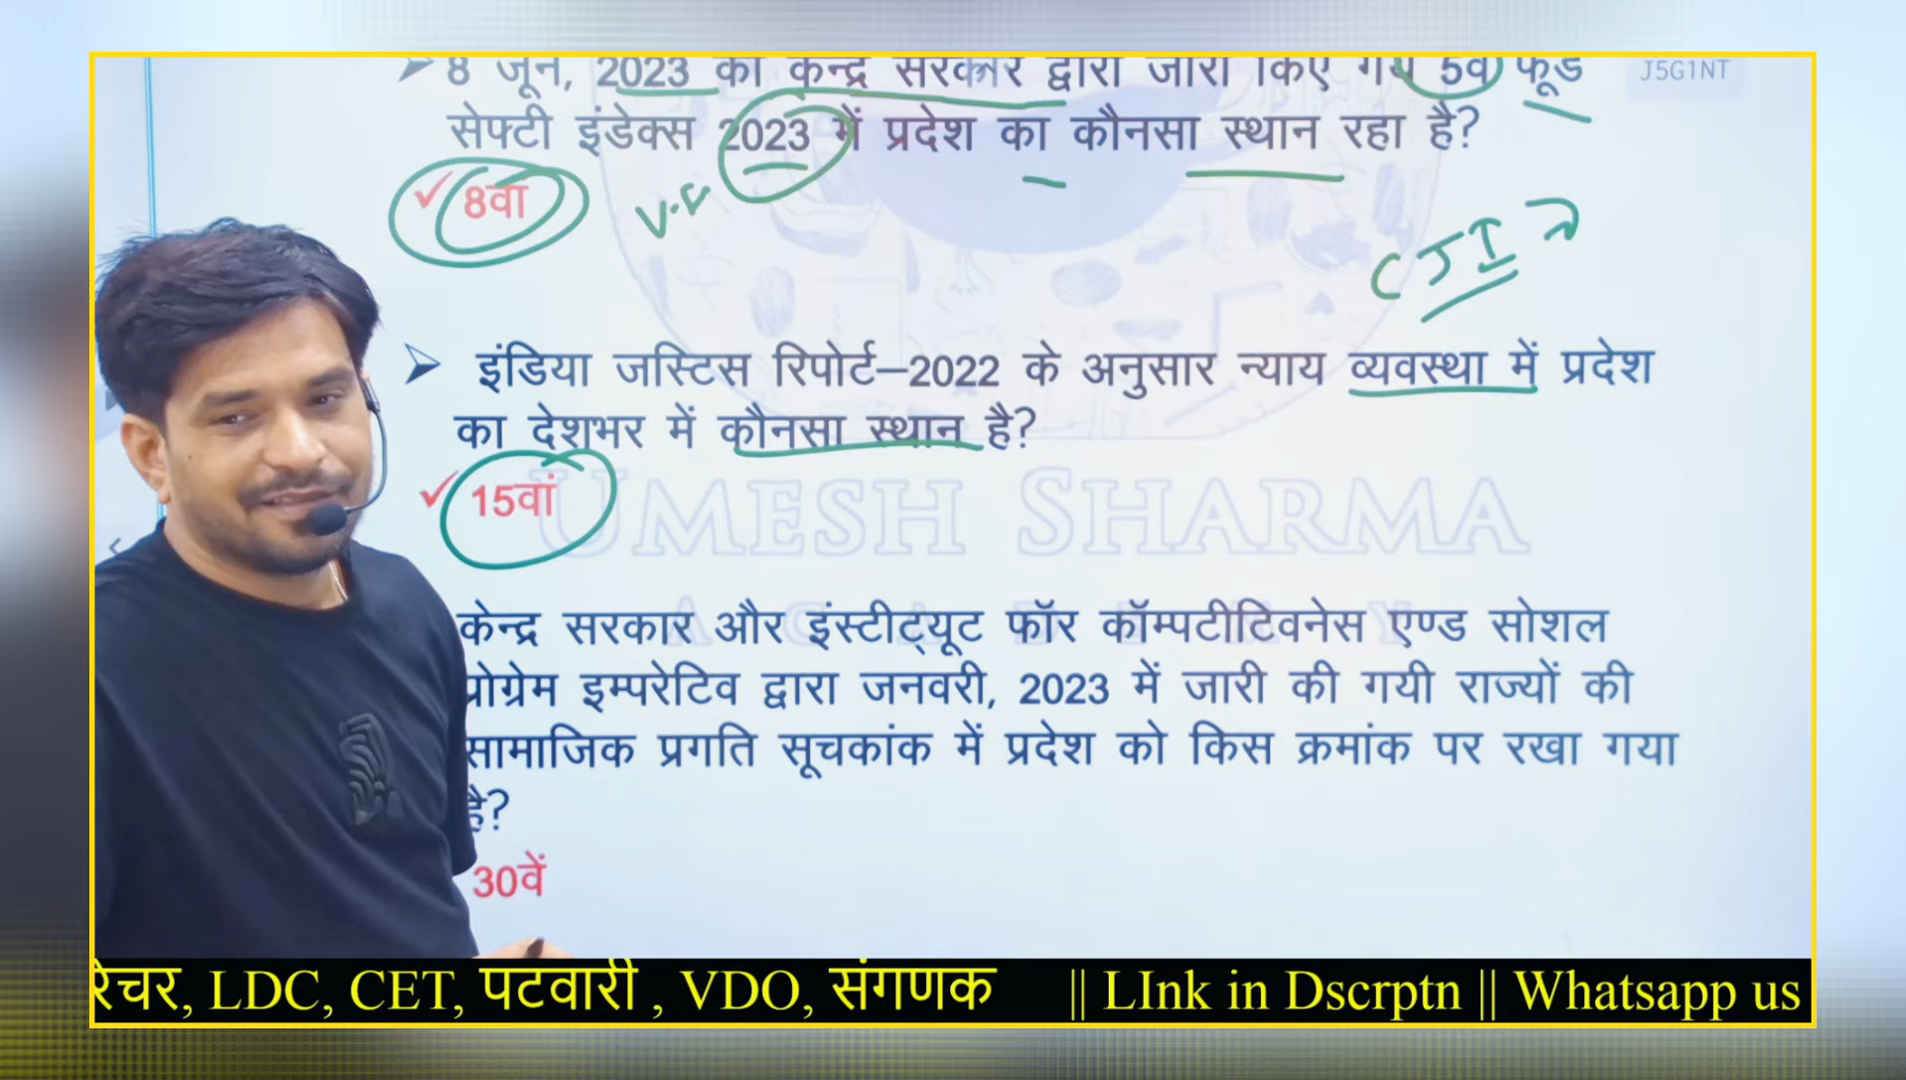 8 जून, 2023 को केन्द्र सरकार द्वारा जारी किए गये 5वें फूड
J5G1NT
सेफ्टी इंडेक्स 2023 में प्रदेश का कौनसा स्थान रहा है?
✓ 8वां
CJI
इंडिया जस्टिस रिपोर्ट–2022 के अनुसार न्याय व्यवस्था में प्रदेश
का देशभर में कौनसा स्थान है?
✓ 15वां
UMESH SHARMA
ACADEMY
केन्द्र सरकार और इंस्टीट्यूट फॉर कॉम्पटीटिवनेस एण्ड सोशल
प्रोग्रेम इम्परेटिव द्वारा जनवरी, 2023 में जारी की गयी राज्यों की
सामाजिक प्रगति सूचकांक में प्रदेश को किस क्रमांक पर रखा गया
है?
30वें
LDC, CET, पटवारी , VDO, संगणक || LInk in Dscrptn || Whatsapp us